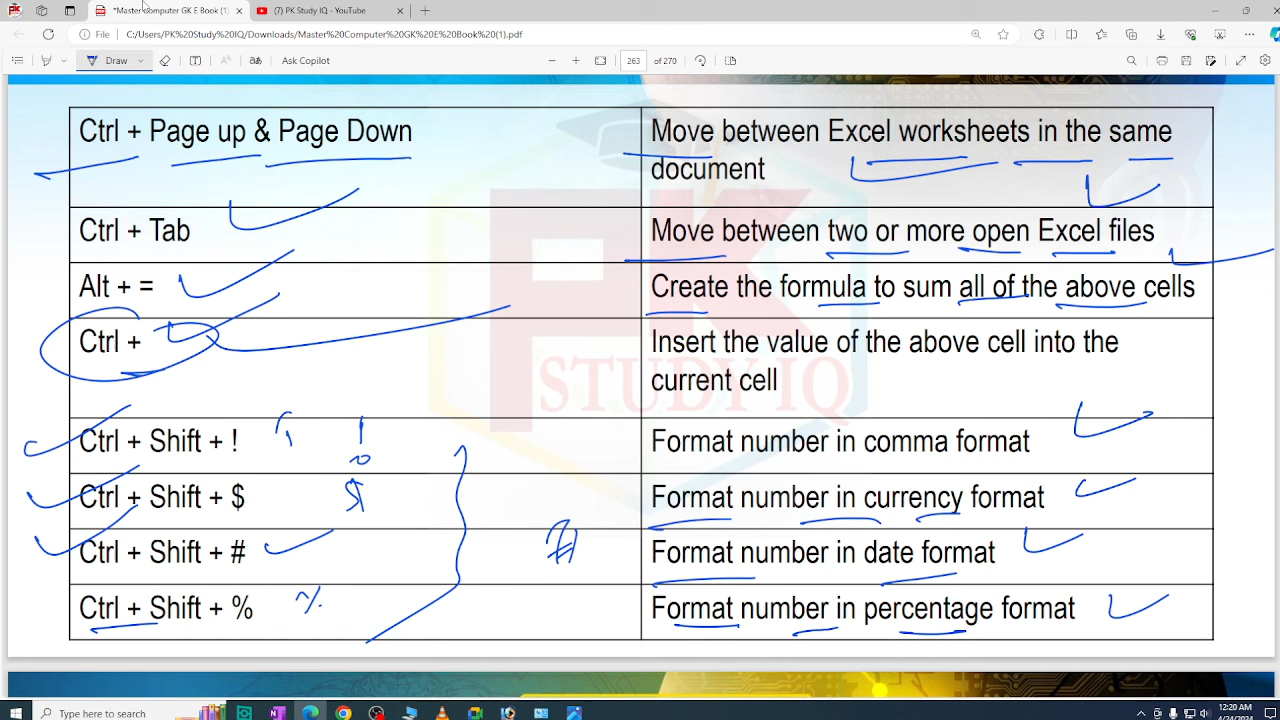 *Master Computer GK E Book (1).
(7) PK Study IQ - YouTube
File
C:/Users/PK%20Study%20IQ/Downloads/Master%20Computer%20GK%20E%20Book%20(1).pdf
Draw
Ask Copilot
263 of 270
Ctrl + Page up & Page Down
Move between Excel worksheets in the same
document
Ctrl + Tab
Move between two or more open Excel files
Alt + =
Create the formula to sum all of the above cells
Ctrl +
Insert the value of the above cell into the
current cell
Ctrl + Shift + !
Format number in comma format
Ctrl + Shift + $
Format number in currency format
Ctrl + Shift + #
Format number in date format
Ctrl + Shift + %
Format number in percentage format
PK
STUDY IQ
Type here to search
12:20 AM
4/24/2024